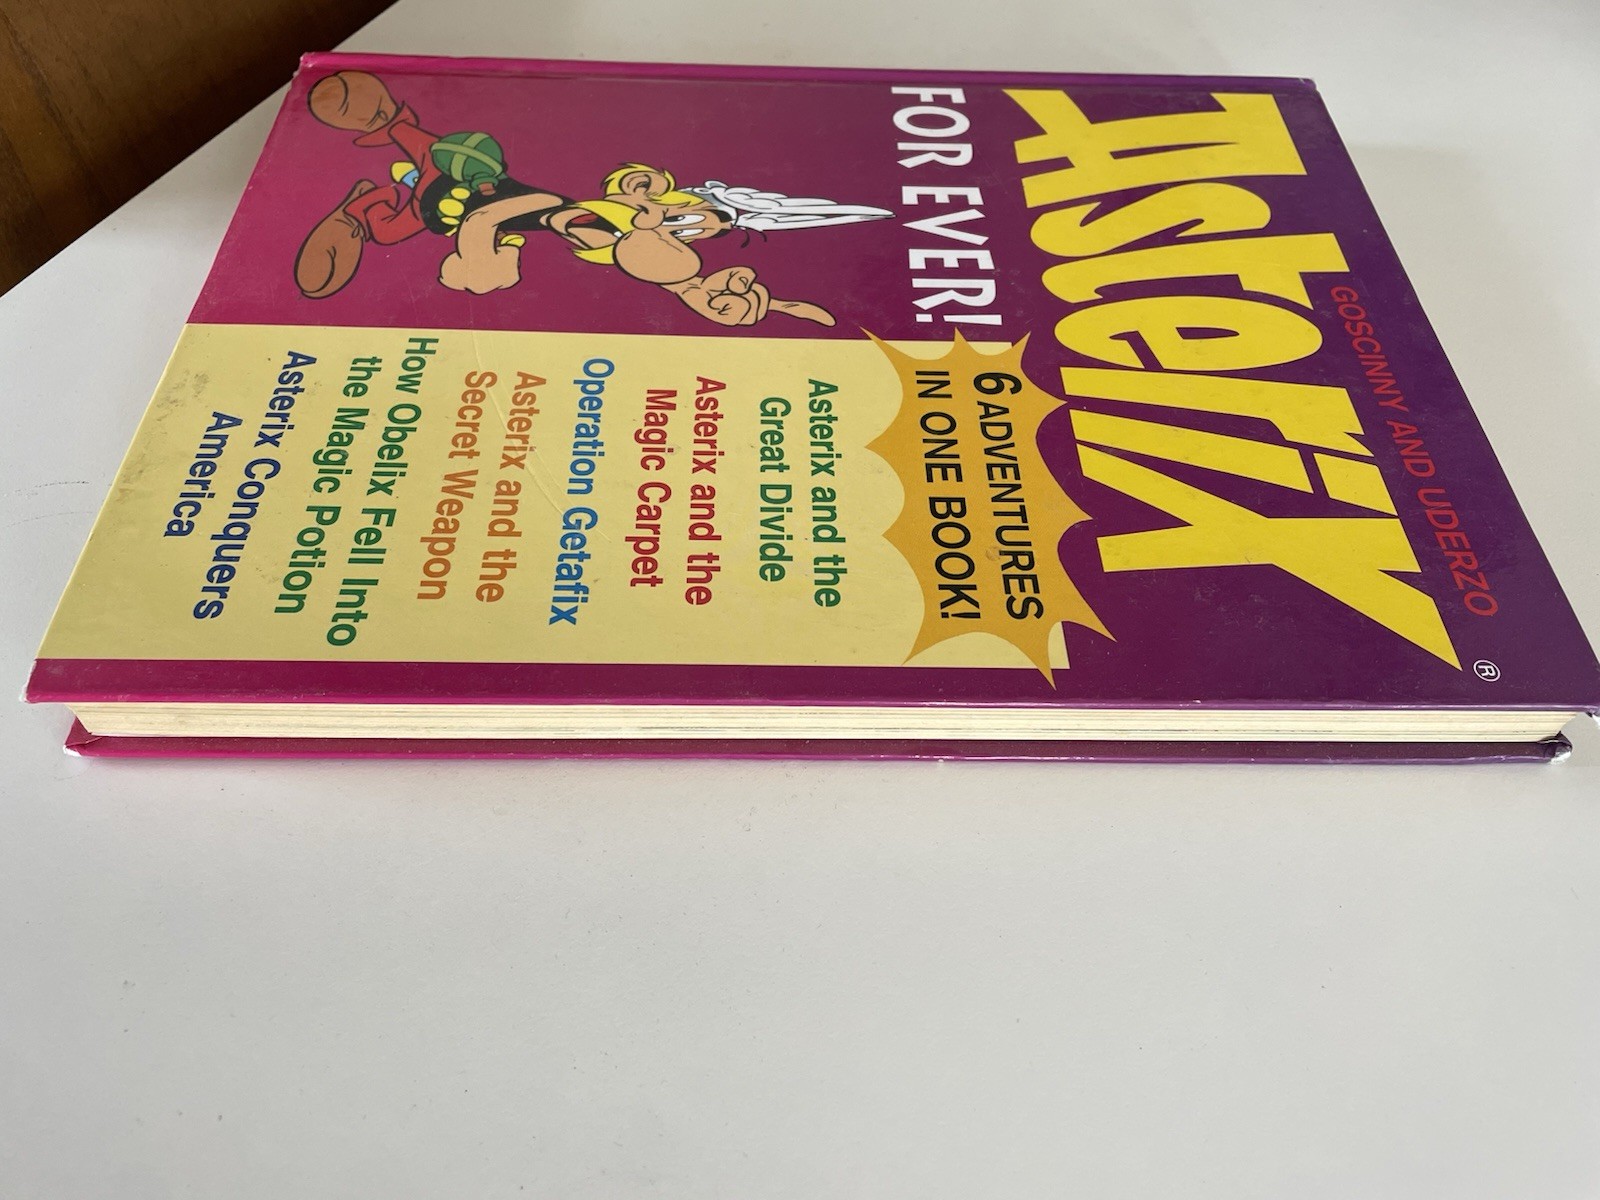 GOSCINNY AND UDERZO
Asterix®
FOR EVER!
6 ADVENTURES
IN ONE BOOK!
Asterix and the
Great Divide
Asterix and the
Magic Carpet
Operation Getafix
Asterix and the
Secret Weapon
How Obelix Fell Into
the Magic Potion
Asterix Conquers
America